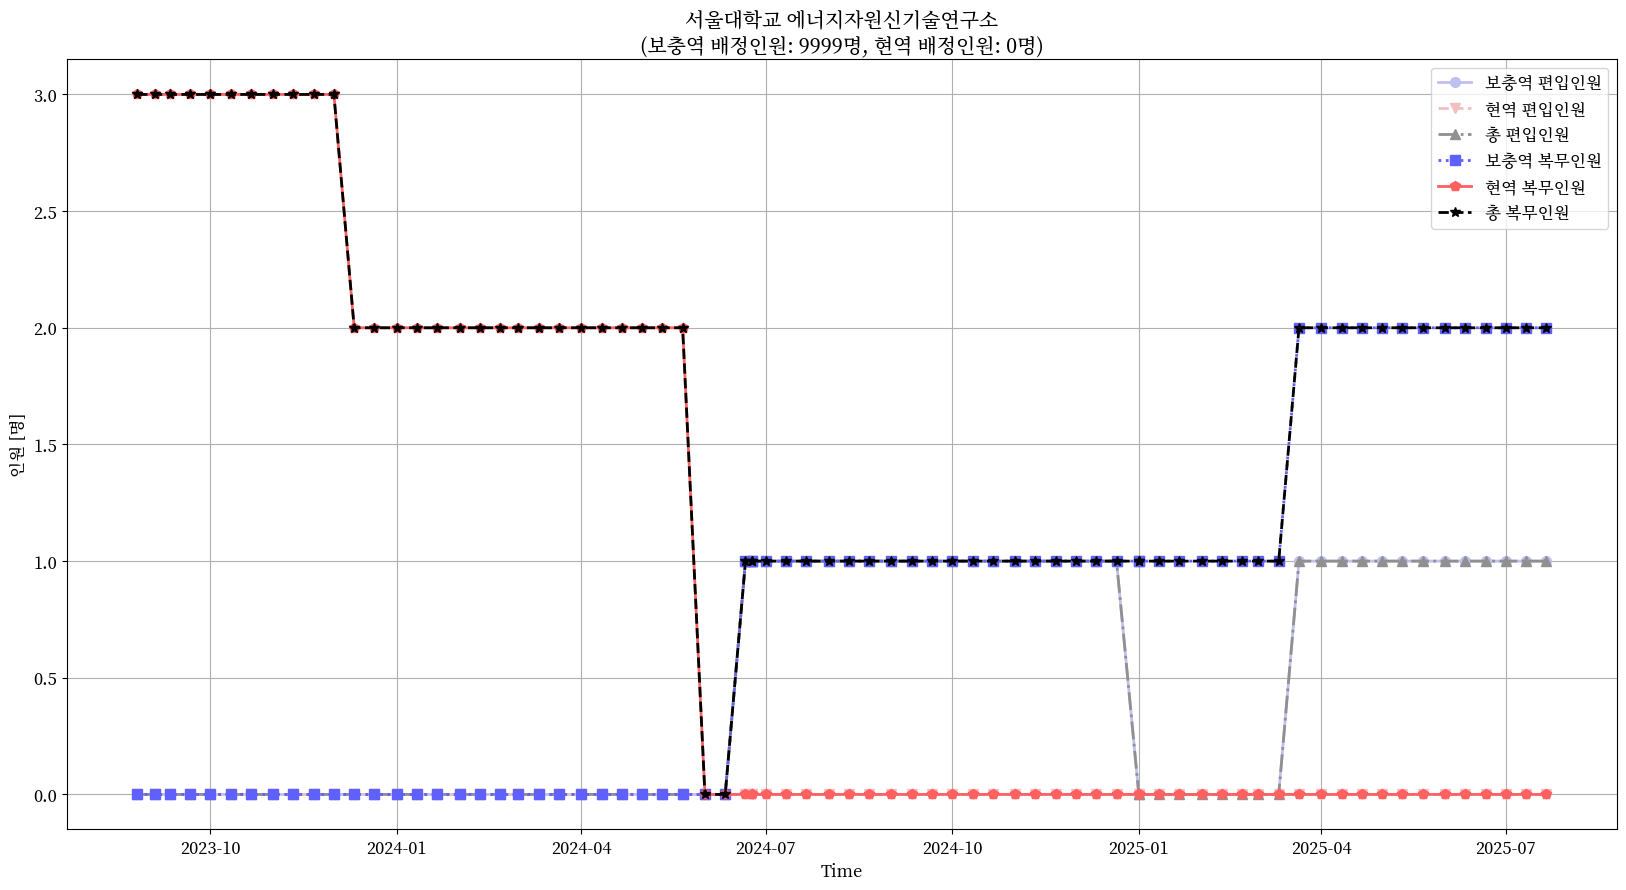 서울대학교 에너지자원신기술연구소
(보충역 배정인원: 9999명, 현역 배정인원: 0명)
보충역 편입인원
현역 편입인원
총 편입인원
보충역 복무인원
현역 복무인원
총 복무인원
인원 [명]
3.0
2.5
2.0
1.5
1.0
0.5
0.0
2023-10
2024-01
2024-04
2024-07
2024-10
2025-01
2025-04
2025-07
Time